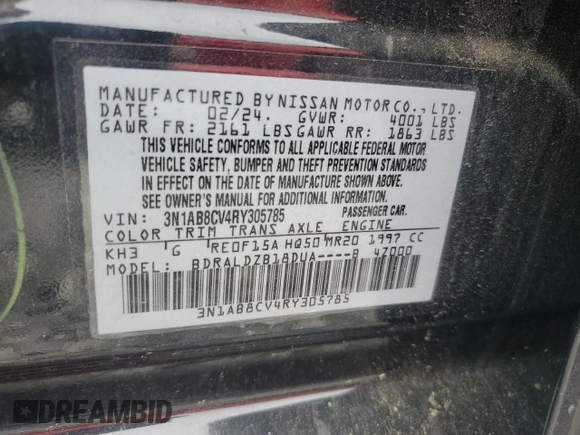 MANUFACTURED BY NISSAN MOTOR CO., LTD.
DATE: 02/24. GVWR: 4001 LBS
GAWR FR: 2161 LBS GAWR RR: 1863 LBS
THIS VEHICLE CONFORMS TO ALL APPLICABLE FEDERAL MOTOR
VEHICLE SAFETY, BUMPER AND THEFT PREVENTION STANDARDS
IN EFFECT ON THE DATE OF MANUFACTURE SHOWN ABOVE.
SEE OWNER'S MANUAL FOR ADDITIONAL INFORMATION
VIN: 3N1AB8CV4RY305785 PASSENGER CAR.
COLOR TRIM TRANS AXLE ENGINE
KH3 G RE0F15A HQ50 MR20 1997 CC
MODEL: BDRALDZB18DUA----B 4Z000
3N1AB8CV4RY305785
DREAMBID